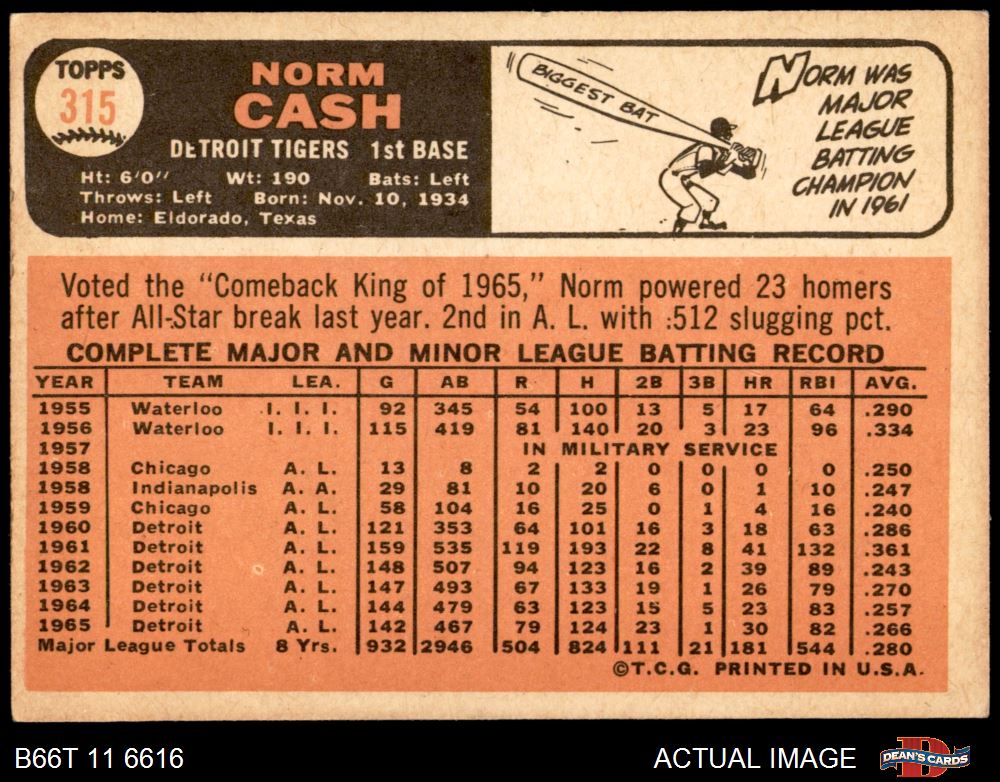 TOPPS
315
NORM
CASH
DETROIT TIGERS 1st BASE
Ht: 6'0" Wt: 190 Bats: Left
Throws: Left Born: Nov. 10, 1934
Home: Eldorado, Texas
BIGGEST BAT
NORM WAS
MAJOR
LEAGUE
BATTING
CHAMPION
IN 1961
Voted the "Comeback King of 1965," Norm powered 23 homers
after All-Star break last year. 2nd in A. L. with .512 slugging pct.
COMPLETE MAJOR AND MINOR LEAGUE BATTING RECORD
YEAR TEAM LEA. G AB R H 2B 3B HR RBI AVG.
1955 Waterloo I. I. I. 92 345 54 100 13 5 17 64 .290
1956 Waterloo I. I. I. 115 419 81 140 20 3 23 96 .334
1957 IN MILITARY SERVICE
1958 Chicago A. L. 13 8 2 2 0 0 0 0 .250
1958 Indianapolis A. A. 29 81 10 20 6 0 1 10 .247
1959 Chicago A. L. 58 104 16 25 0 1 4 16 .240
1960 Detroit A. L. 121 353 64 101 16 3 18 63 .286
1961 Detroit A. L. 159 535 119 193 22 8 41 132 .361
1962 Detroit A. L. 148 507 94 123 16 2 39 89 .243
1963 Detroit A. L. 147 493 67 133 19 1 26 79 .270
1964 Detroit A. L. 144 479 63 123 15 5 23 83 .257
1965 Detroit A. L. 142 467 79 124 23 1 30 82 .266
Major League Totals 8 Yrs. 932 2946 504 824 111 21 181 544 .280
©T.C.G. PRINTED IN U.S.A.
B66T 11 6616
ACTUAL IMAGE
DEAN'S CARDS